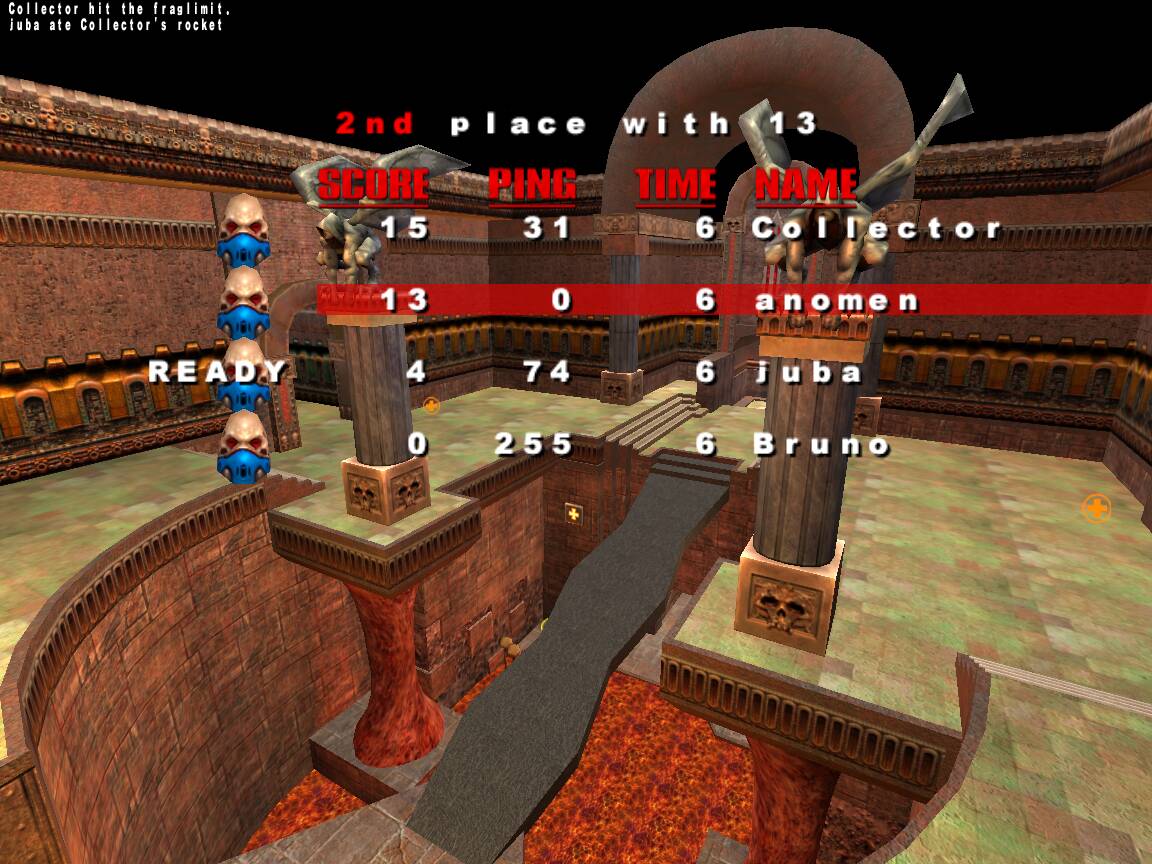 Collector hit the fraglimit.
juba ate Collector's rocket
2nd place with 13
SCORE PING TIME NAME
15 31 6 Collector
13 0 6 anomen
READY 4 74 6 juba
0 255 6 Bruno